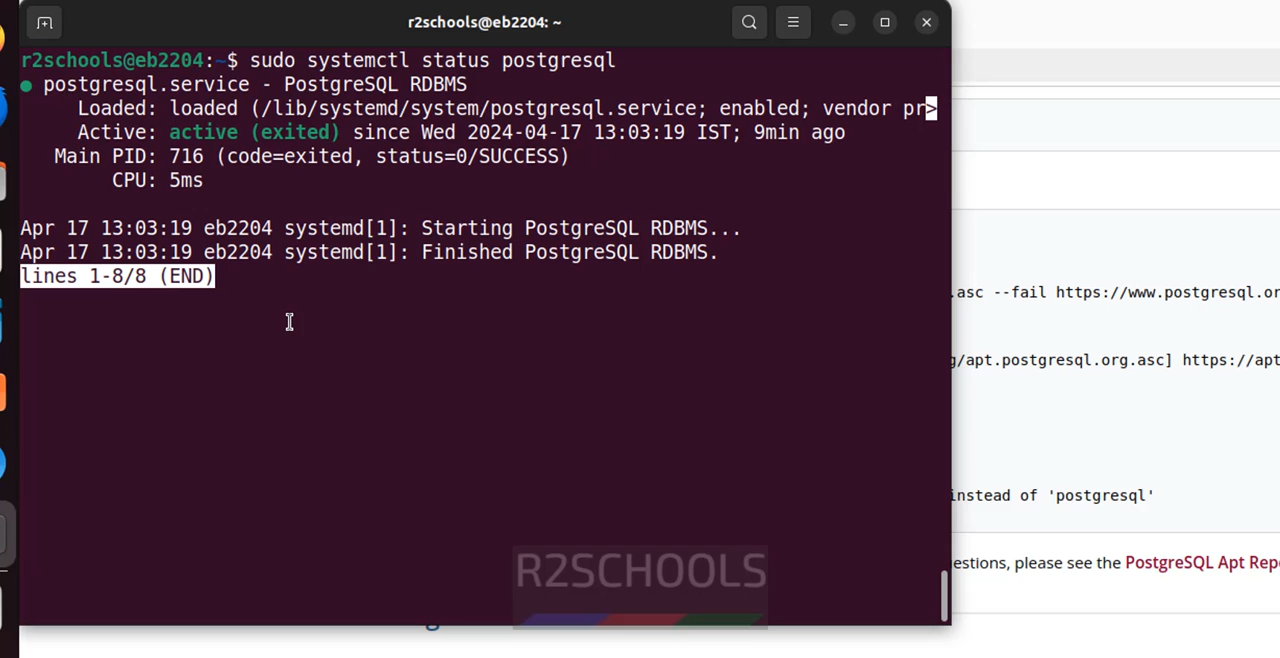 r2schools@eb2204: ~
r2schools@eb2204:~$ sudo systemctl status postgresql
● postgresql.service - PostgreSQL RDBMS
Loaded: loaded (/lib/systemd/system/postgresql.service; enabled; vendor pr>
Active: active (exited) since Wed 2024-04-17 13:03:19 IST; 9min ago
Main PID: 716 (code=exited, status=0/SUCCESS)
CPU: 5ms
Apr 17 13:03:19 eb2204 systemd[1]: Starting PostgreSQL RDBMS...
Apr 17 13:03:19 eb2204 systemd[1]: Finished PostgreSQL RDBMS.
lines 1-8/8 (END)
.asc --fail https://www.postgresql.or
g/apt.postgresql.org.asc] https://apt
instead of 'postgresql'
estions, please see the PostgreSQL Apt Rep
R2SCHOOLS